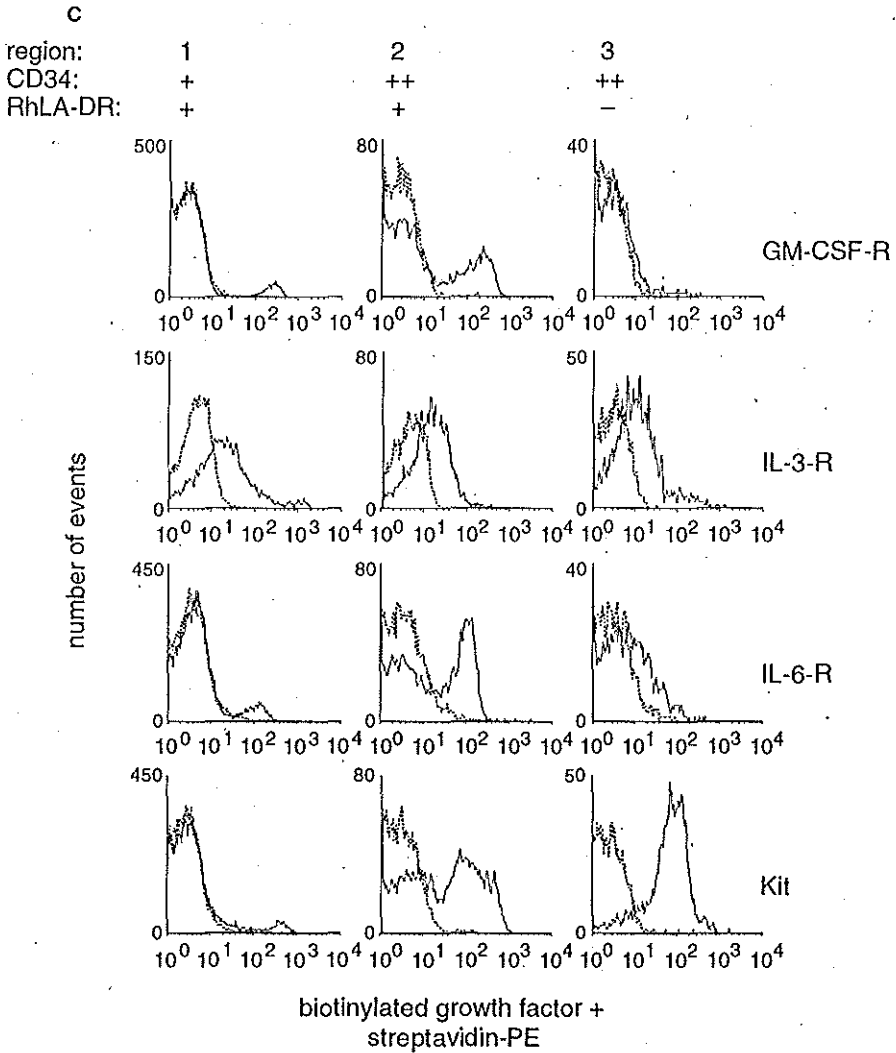 c
region: 1 2 3
CD34: + ++ ++
RhLA-DR: + + −
500 80 40
GM-CSF-R
0 0 0
10^0 10^1 10^2 10^3 10^4 10^0 10^1 10^2 10^3 10^4 10^0 10^1 10^2 10^3 10^4
150 80 50
IL-3-R
0 0 0
10^0 10^1 10^2 10^3 10^4 10^0 10^1 10^2 10^3 10^4 10^0 10^1 10^2 10^3 10^4
number of events
450 80 40
IL-6-R
0 0 0
10^0 10^1 10^2 10^3 10^4 10^0 10^1 10^2 10^3 10^4 10^0 10^1 10^2 10^3 10^4
450 80 50
Kit
0 0 0
10^0 10^1 10^2 10^3 10^4 10^0 10^1 10^2 10^3 10^4 10^0 10^1 10^2 10^3 10^4
biotinylated growth factor +
streptavidin-PE